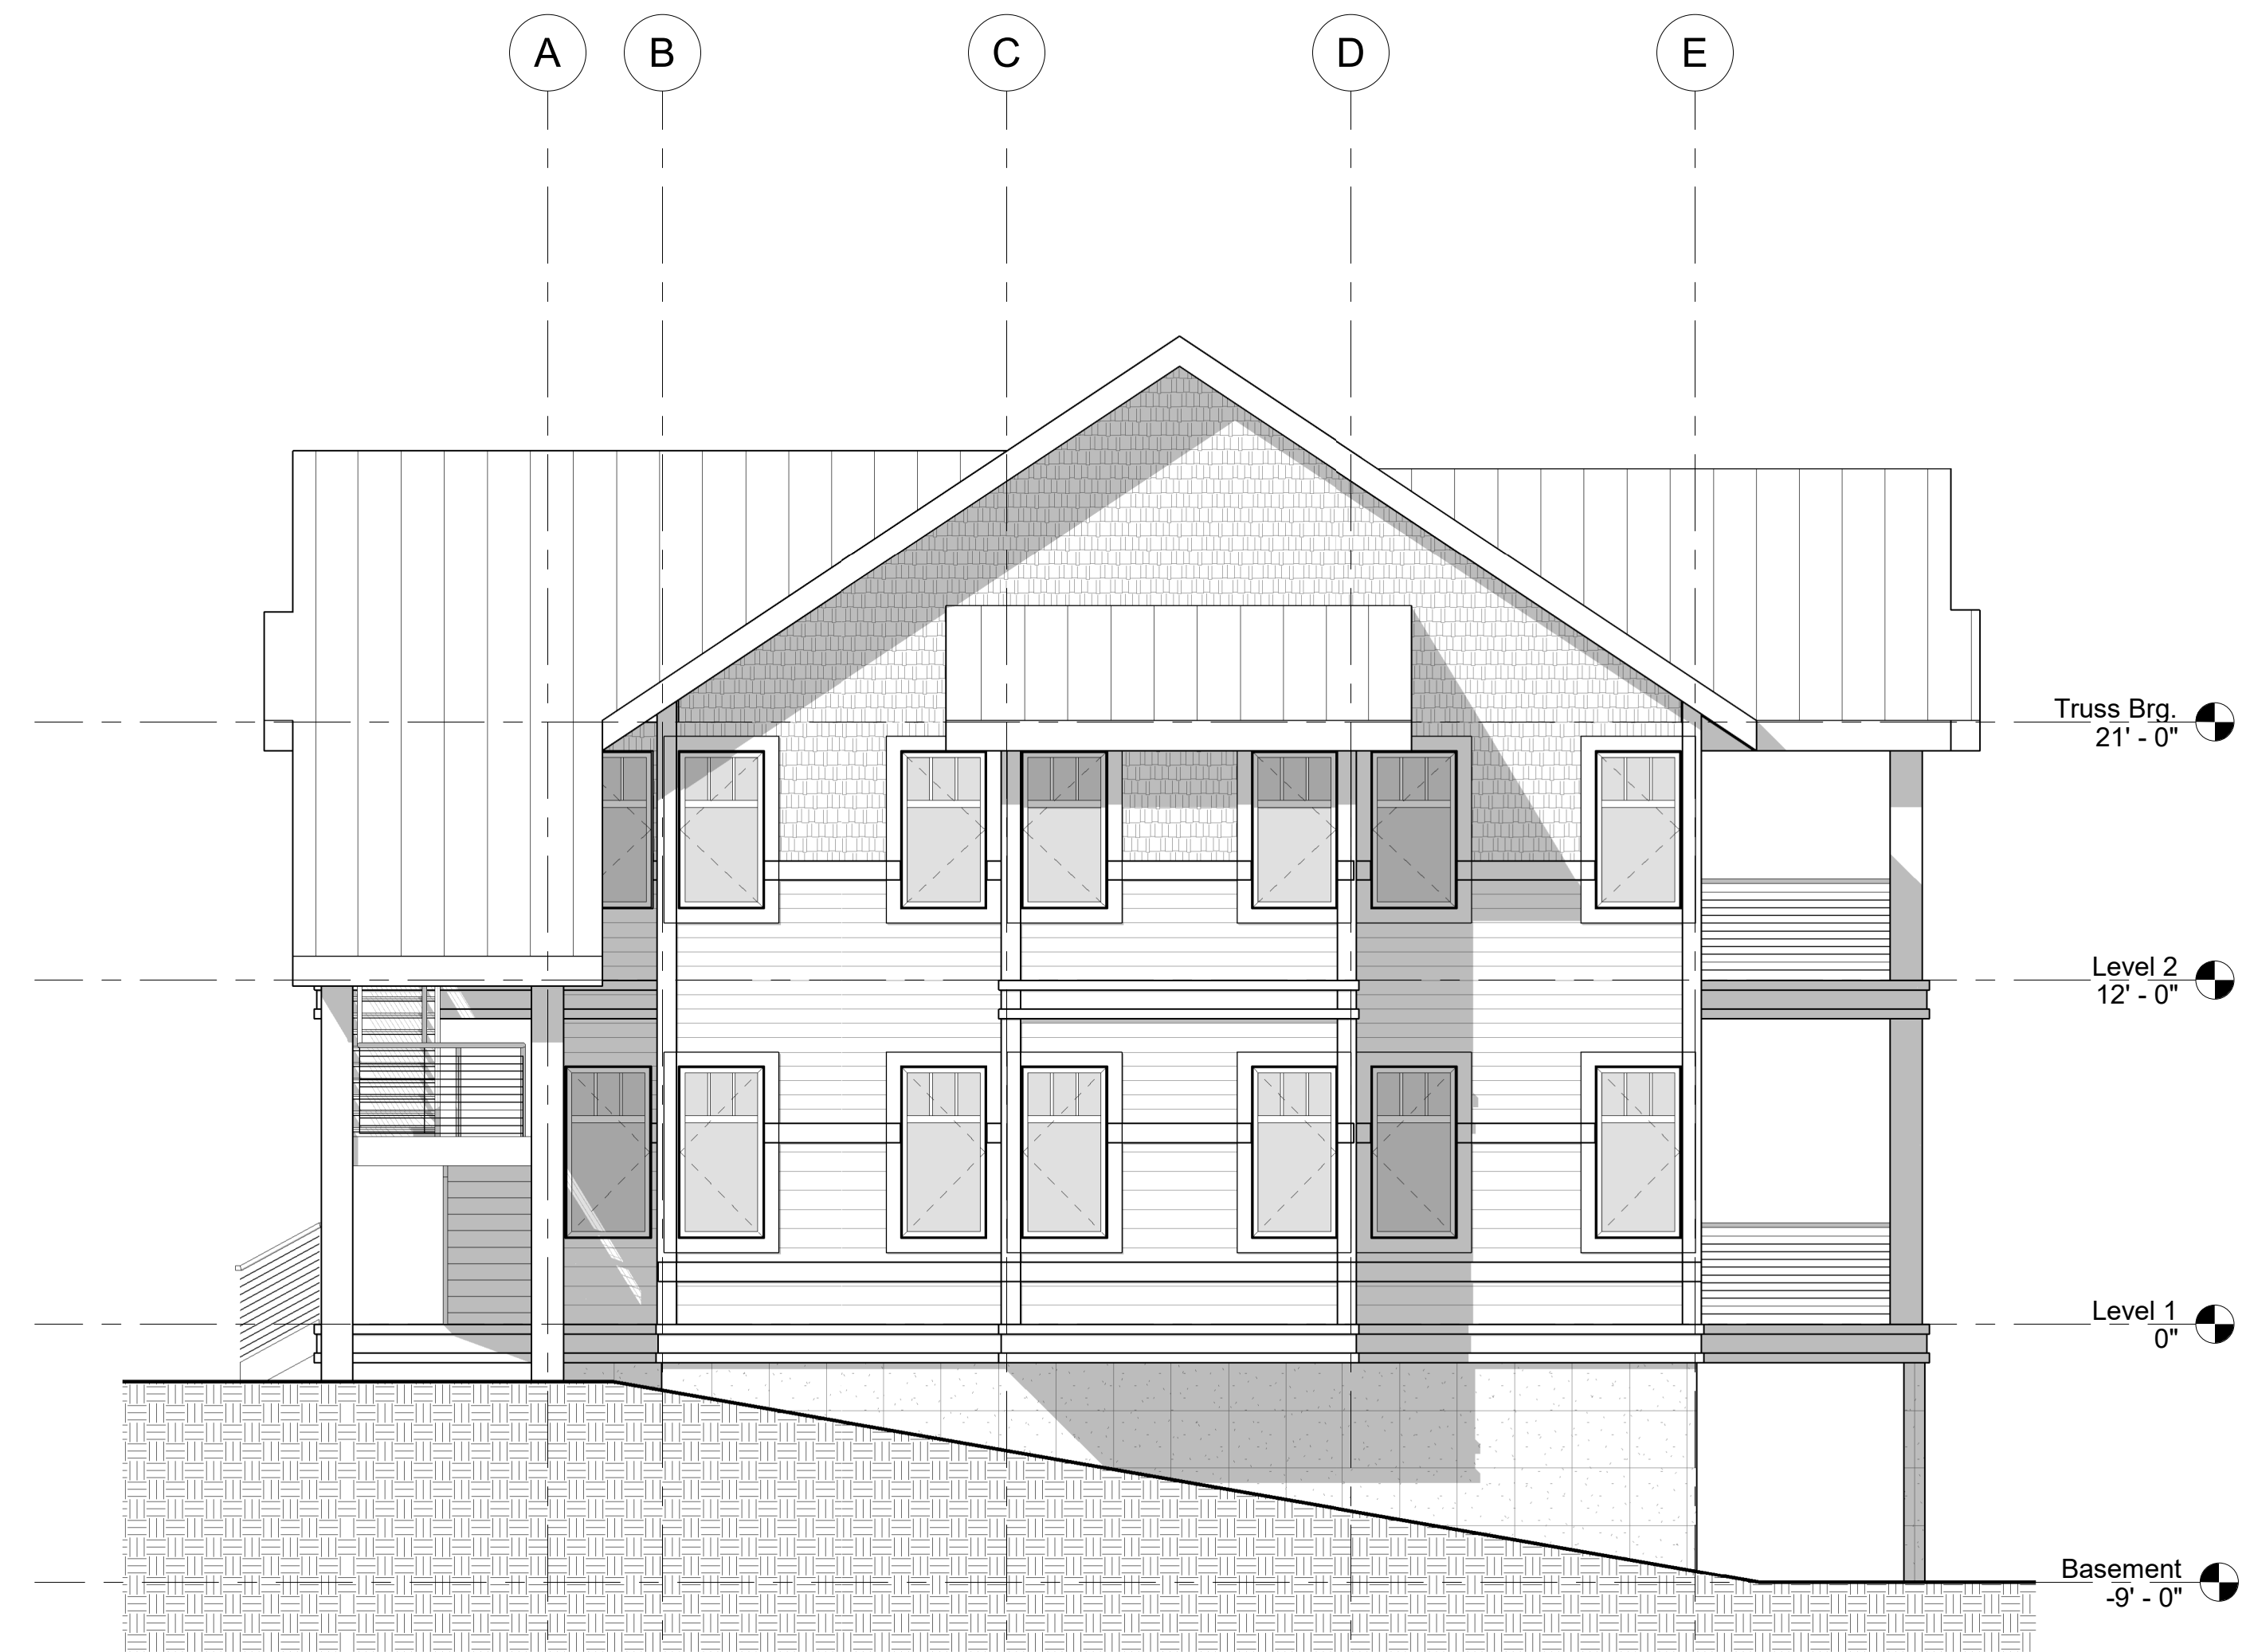 A B C D E
Truss Brg.
21' - 0"
Level 2
12' - 0"
Level 1
0"
Basement
-9' - 0"